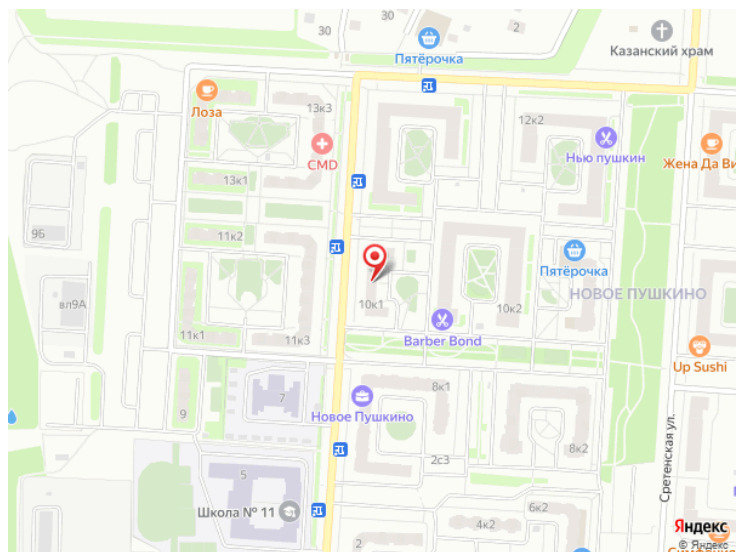 30
30
2
Казанский храм
Пятёрочка
13к3
Лоза
12к2
CMD
Нью пушкин
Жена Да Ви
13к1
11к2
9Б
Пятёрочка
вл9А
10к1
10к2
НОВОЕ ПУШКИНО
11к1
11к3
Barber Bond
Up Sushi
8к1
7
9
Новое Пушкино
8к2
Сретенская ул.
2с3
5
Школа № 11
6к2
4к2
2
Яндекс
© Яндекс